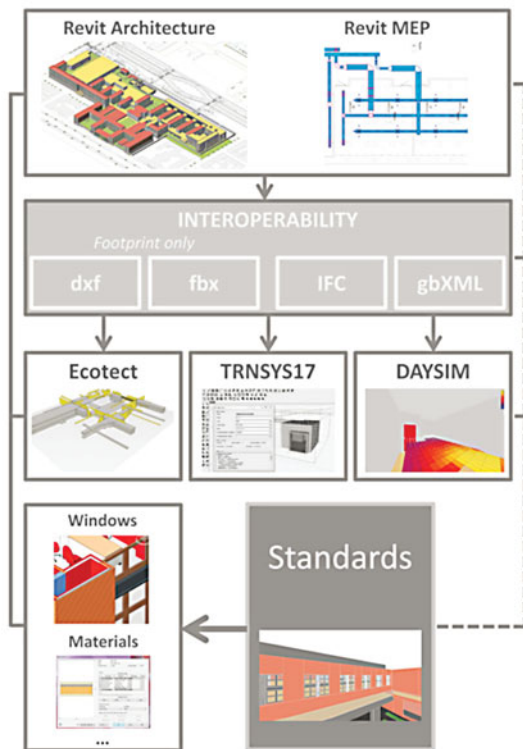 Revit Architecture
Revit MEP
INTEROPERABILITY
Footprint only
dxf
fbx
IFC
gbXML
Ecotect
TRNSYS17
DAYSIM
Windows
Standards
Materials
...